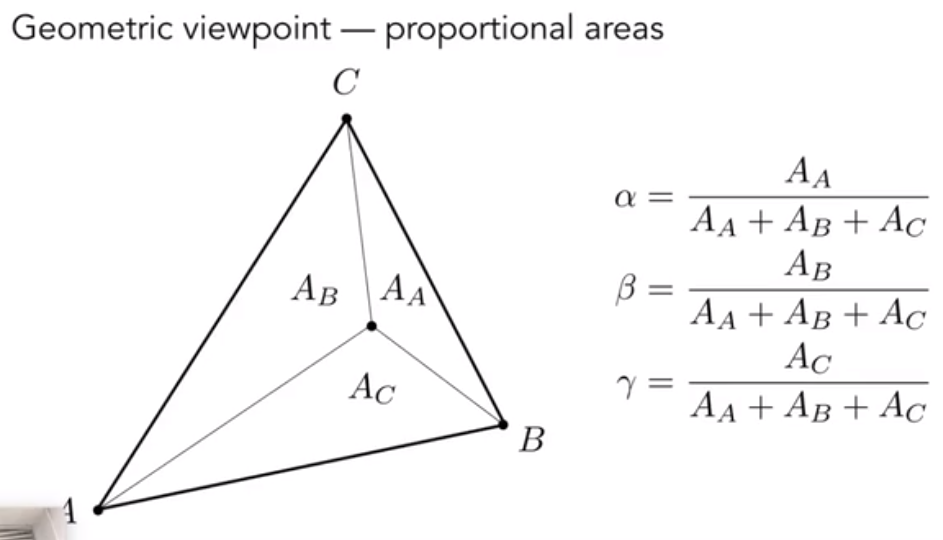 Geometric viewpoint — proportional areas
C
α = A_A / (A_A + A_B + A_C)
A_B A_A
β = A_B / (A_A + A_B + A_C)
A_C
γ = A_C / (A_A + A_B + A_C)
B
A